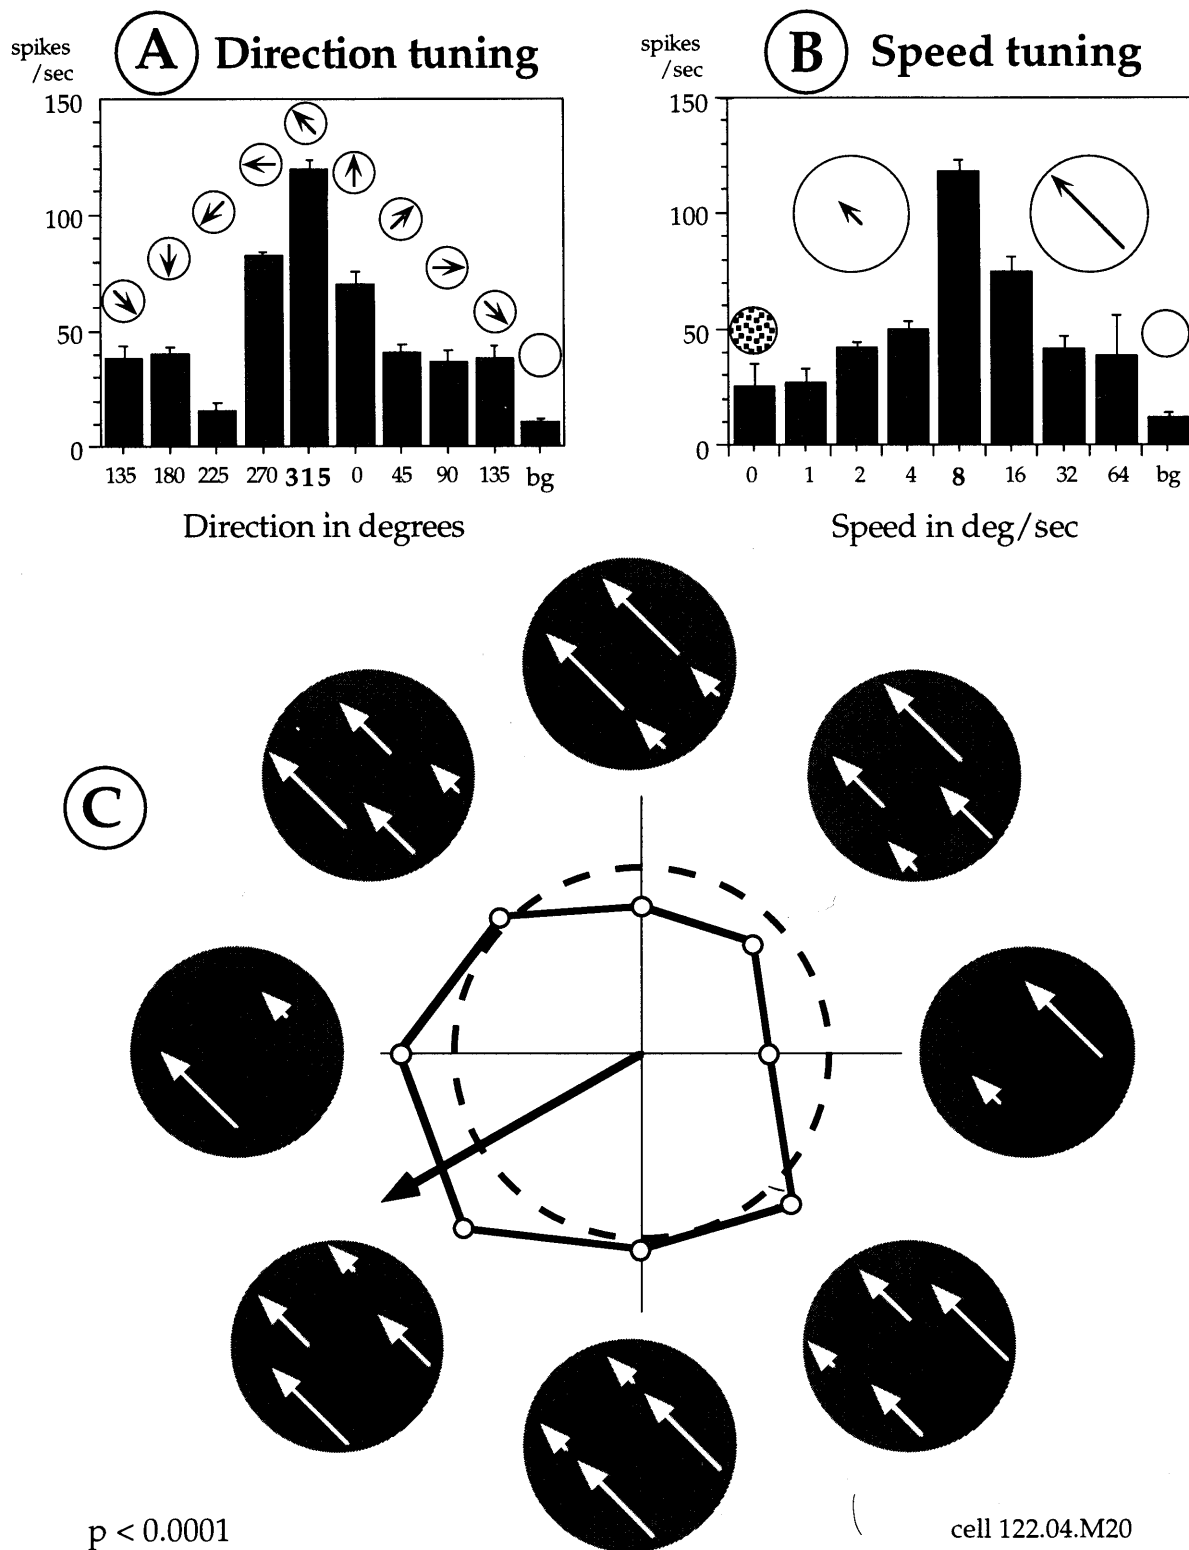 A Direction tuning
spikes
/sec
150
100
50
0
135 180 225 270 315 0 45 90 135 bg
Direction in degrees
B Speed tuning
spikes
/sec
150
100
50
0
0 1 2 4 8 16 32 64 bg
Speed in deg/sec
C
p < 0.0001
cell 122.04.M20